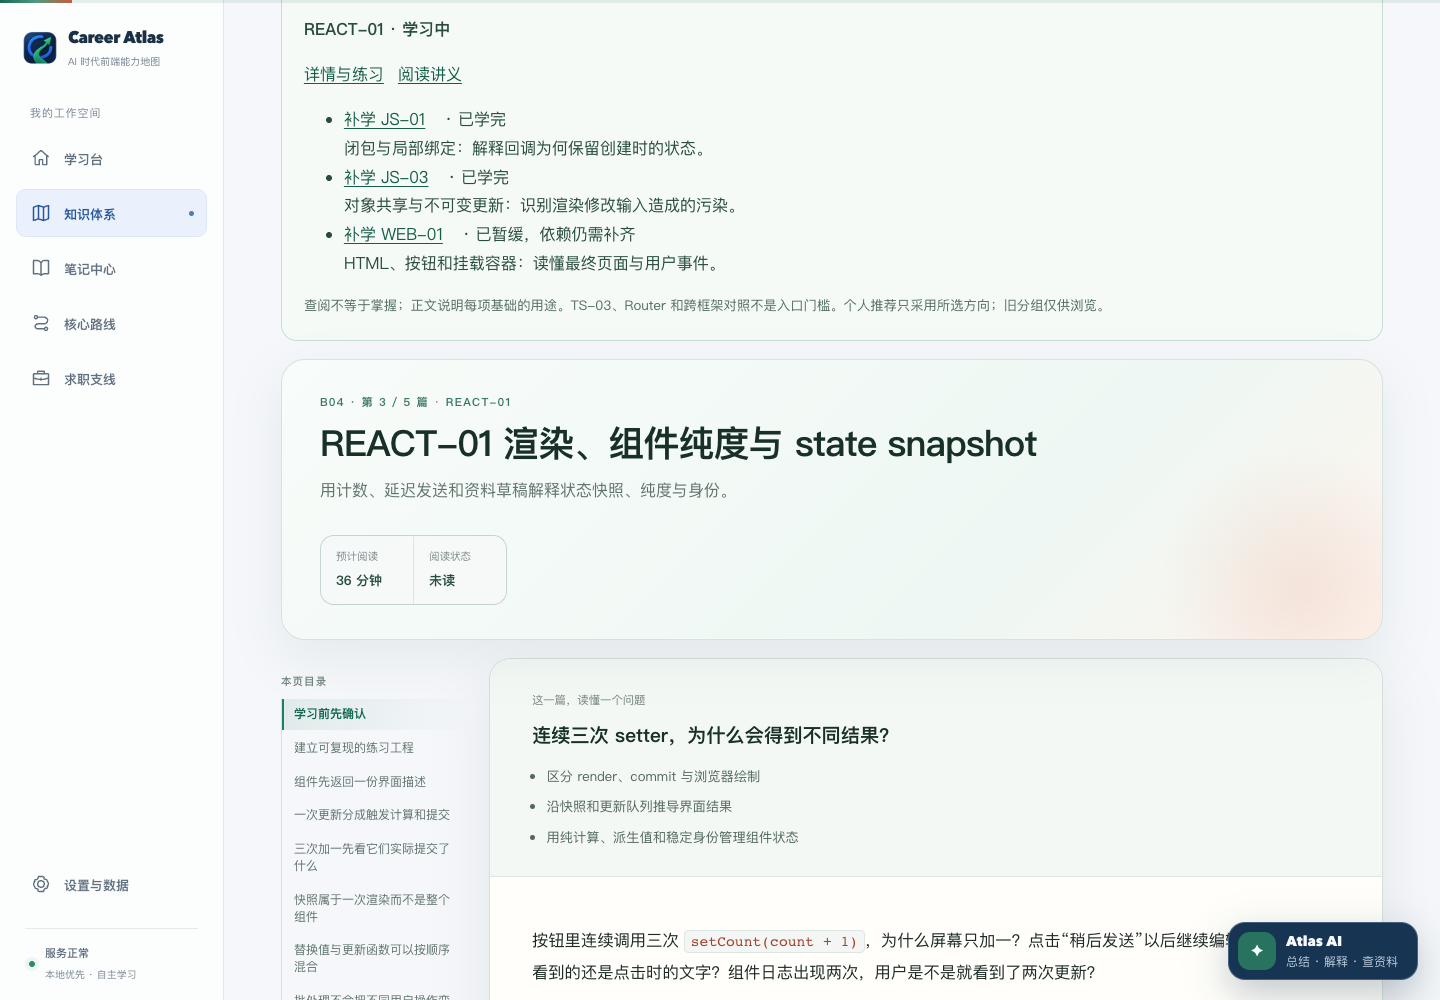 Career Atlas
AI 时代前端能力地图
我的工作空间
学习台
知识体系
笔记中心
核心路线
求职支线
设置与数据
服务正常
本地优先 · 自主学习
REACT-01 · 学习中
详情与练习 阅读讲义
补学 JS-01 · 已学完
闭包与局部绑定：解释回调为何保留创建时的状态。
补学 JS-03 · 已学完
对象共享与不可变更新：识别渲染修改输入造成的污染。
补学 WEB-01 · 已暂缓，依赖仍需补齐
HTML、按钮和挂载容器：读懂最终页面与用户事件。
查阅不等于掌握；正文说明每项基础的用途。TS-03、Router 和跨框架对照不是入口门槛。个人推荐只采用所选方向；旧分组仅供浏览。
B04 · 第 3 / 5 篇 · REACT-01
REACT-01 渲染、组件纯度与 state snapshot
用计数、延迟发送和资料草稿解释状态快照、纯度与身份。
预计阅读
36 分钟
阅读状态
未读
本页目录
学习前先确认
建立可复现的练习工程
组件先返回一份界面描述
一次更新分成触发计算和提交
三次加一先看它们实际提交了
什么
快照属于一次渲染而不是整个
组件
替换值与更新函数可以按顺序
混合
批处理不会把不同用户操作变
这一篇，读懂一个问题
连续三次 setter，为什么会得到不同结果？
区分 render、commit 与浏览器绘制
沿快照和更新队列推导界面结果
用纯计算、派生值和稳定身份管理组件状态
按钮里连续调用三次 setCount(count + 1)，为什么屏幕只加一？点击“稍后发送”以后继续编
看到的还是点击时的文字？组件日志出现两次，用户是不是就看到了两次更新？
Atlas AI
总结 · 解释 · 查资料